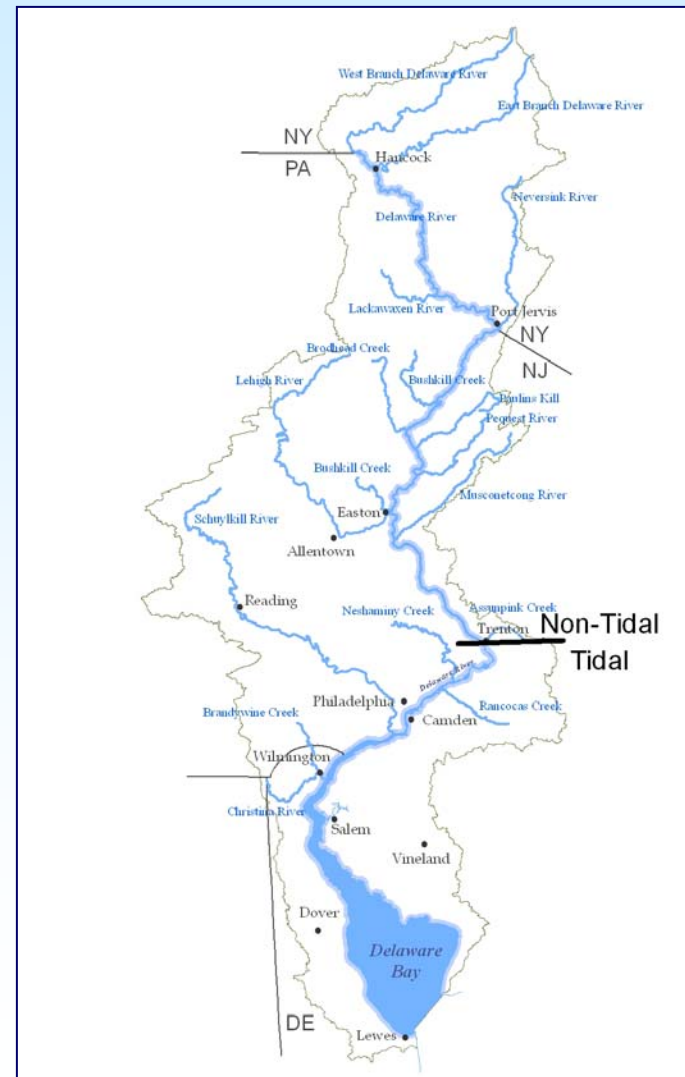 West Branch Delaware River
East Branch Delaware River
NY
PA
Hancock
Neversink River
Delaware River
Lackawaxen River
Port Jervis
NY
NJ
Brodhead Creek
Lehigh River
Bushkill Creek
Paulins Kill
Pequest River
Bushkill Creek
Musconetcong River
Easton
Schuylkill River
Allentown
Reading
Neshaminy Creek
Assunpink Creek
Non-Tidal
Trenton
Tidal
Delaware River
Philadelphia
Rancocas Creek
Brandywine Creek
Camden
Wilmington
Christina River
Salem
Vineland
Dover
Delaware
Bay
DE
Lewes